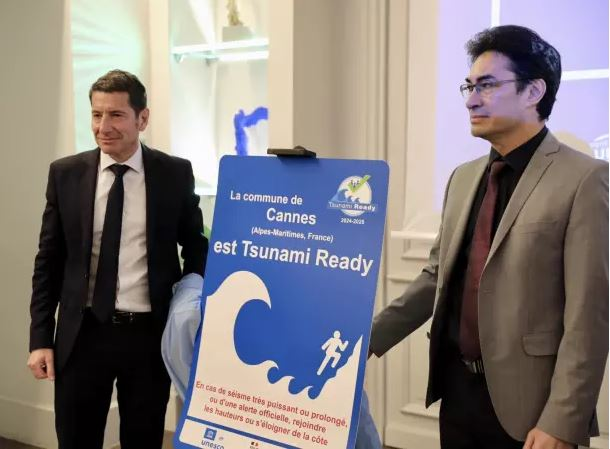 Tsunami Ready
2024-2028
La commune de
Cannes
(Alpes-Maritimes, France)
est Tsunami Ready
En cas de séisme très puissant ou prolongé,
ou d'une alerte officielle, rejoindre
les hauteurs ou s'éloigner de la côte
unesco